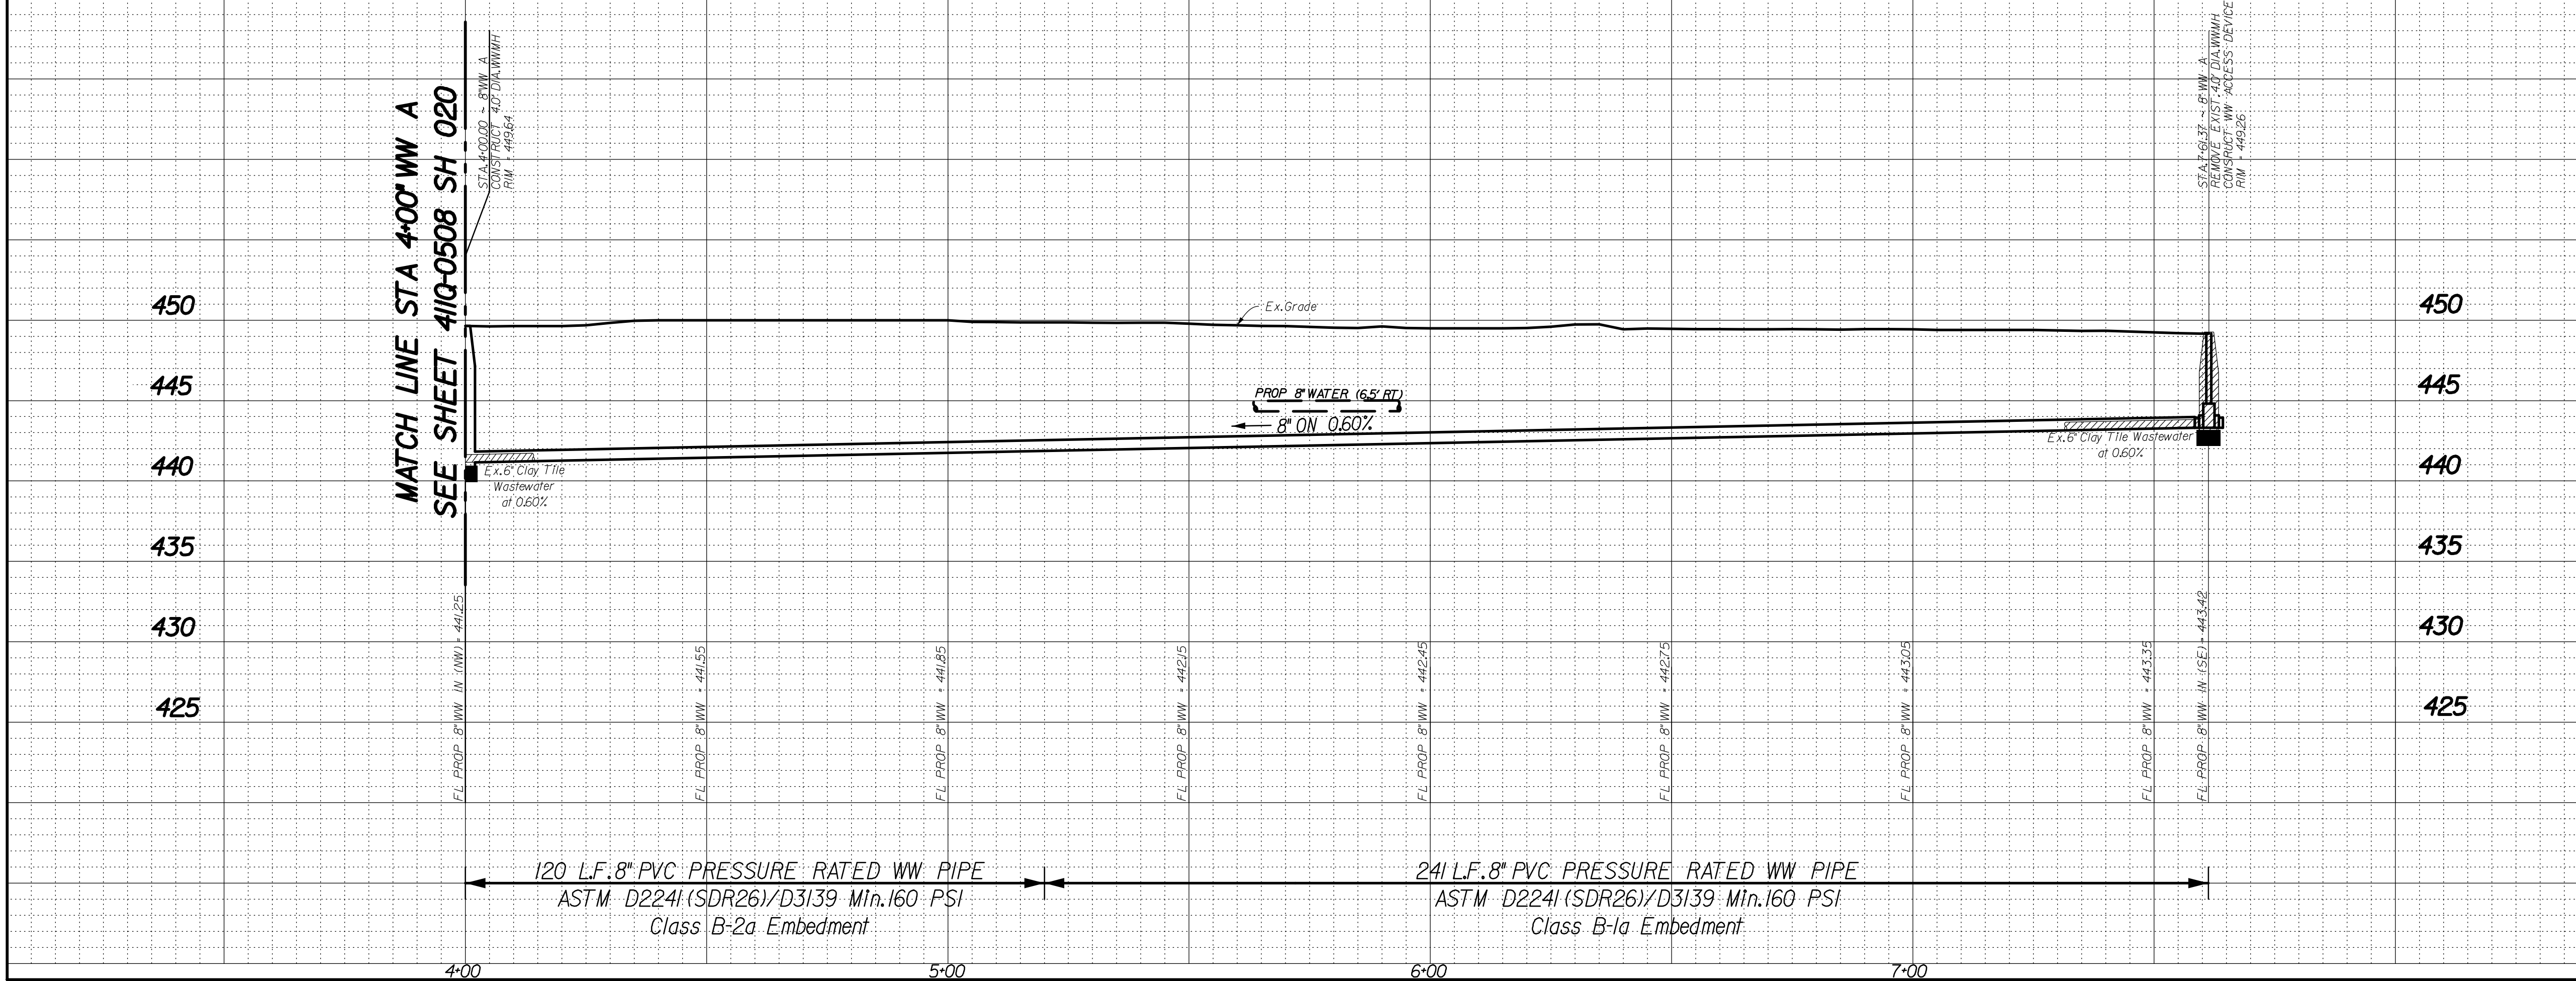 MATCH LINE STA 4+00" WW A
SEE SHEET 411Q-0508 SH 020
STA.4+00.00 ~ 8"WW A
CONSTRUCT 4.0' DIA.WWMH
RIM = 449.64
STA.7+61.37 ~ 8"WW A
REMOVE EXIST.4.0' DIA.WWMH
CONSRUCT WW ACCESS DEVICE
RIM = 449.26
450
450
Ex.Grade
445
445
PROP 8"WATER (6.5' RT)
8" ON 0.60%
440
440
Ex.6" Clay Tile
Wastewater
at 0.60%
Ex.6" Clay Tile Wastewater
at 0.60%
435
435
430
430
425
425
FL PROP 8"WW IN (NW) = 441.25
FL PROP 8"WW = 441.55
FL PROP 8"WW = 441.85
FL PROP 8"WW = 442.15
FL PROP 8"WW = 442.45
FL PROP 8"WW = 442.75
FL PROP 8"WW = 443.05
FL PROP 8"WW = 443.35
FL PROP 8"WW IN (SE) = 443.42
120 L.F. 8" PVC PRESSURE RATED WW PIPE
ASTM D2241 (SDR26)/D3139 Min.160 PSI
Class B-2a Embedment
241 L.F. 8" PVC PRESSURE RATED WW PIPE
ASTM D2241 (SDR26)/D3139 Min.160 PSI
Class B-1a Embedment
4+00
5+00
6+00
7+00